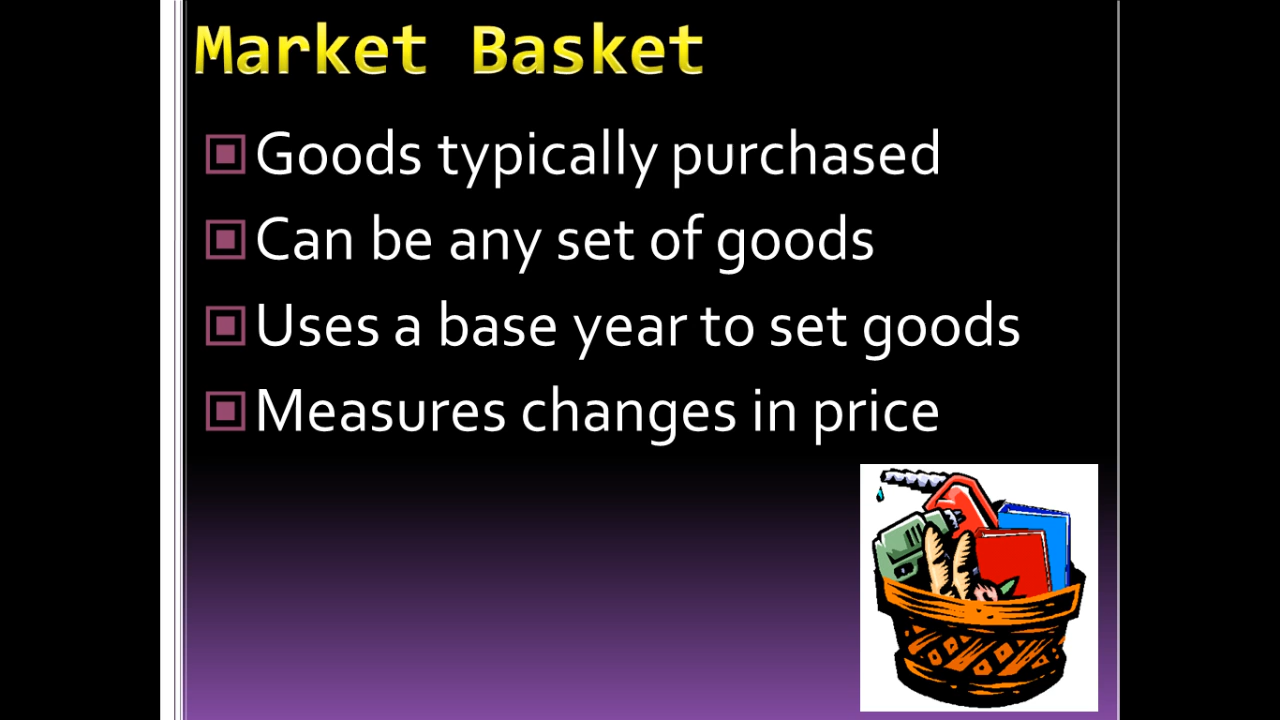 Market Basket
Goods typically purchased
Can be any set of goods
Uses a base year to set goods
Measures changes in price